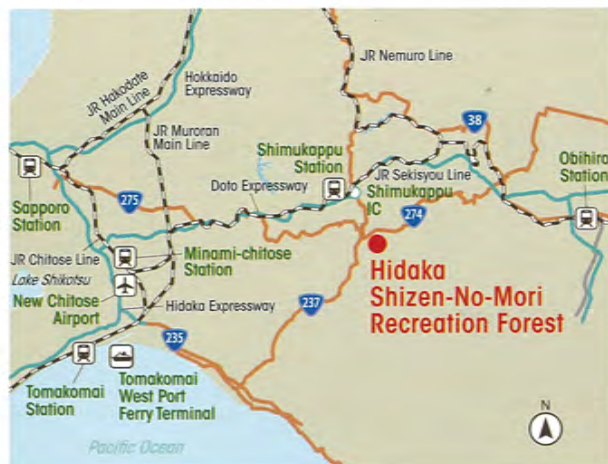 JR Nemuro Line
JR Hakodate
Main Line
Hokkaido
Expressway
JR Muroran
Main Line
38
Shimukappu
Station
JR Sekisyou Line
Obihiro
Station
Sapporo
Station
275
Doto Expressway
Shimukappu
IC
274
JR Chitose Line
Minami-chitose
Station
Lake Shikotsu
New Chitose
Airport
Hidaka Expressway
237
Hidaka
Shizen-No-Mori
Recreation Forest
235
Tomakomai
Station
Tomakomai
West Port
Ferry Terminal
N
Pacific Ocean